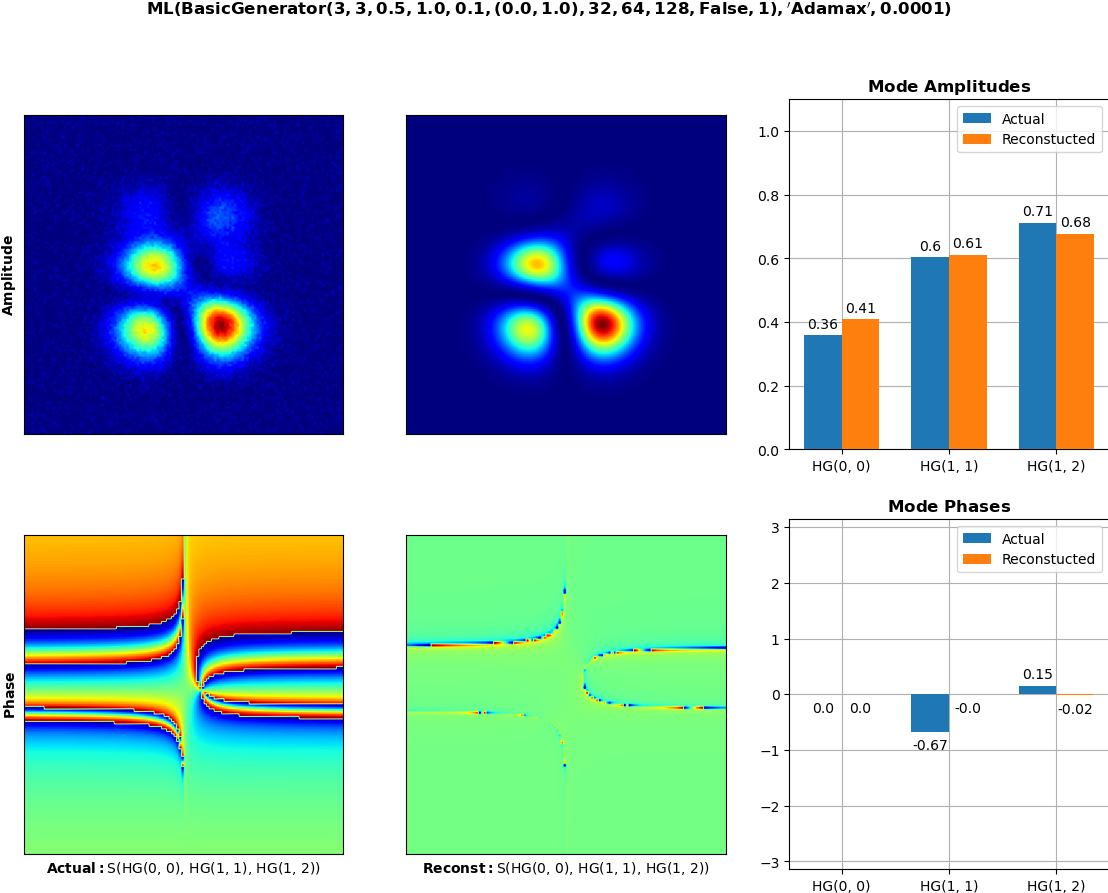 ML(BasicGenerator(3, 3, 0.5, 1.0, 0.1, (0.0, 1.0), 32, 64, 128, False, 1), ′Adamax′, 0.0001)
Amplitude
Mode Amplitudes
Actual
Reconstucted
1.0
0.8
0.6
0.4
0.2
0.0
0.36
0.41
0.6
0.61
0.71
0.68
HG(0, 0)
HG(1, 1)
HG(1, 2)
Phase
Actual: S(HG(0, 0), HG(1, 1), HG(1, 2))
Reconst: S(HG(0, 0), HG(1, 1), HG(1, 2))
Mode Phases
Actual
Reconstucted
3
2
1
0
−1
−2
−3
0.0
0.0
-0.67
-0.0
0.15
-0.02
HG(0, 0)
HG(1, 1)
HG(1, 2)